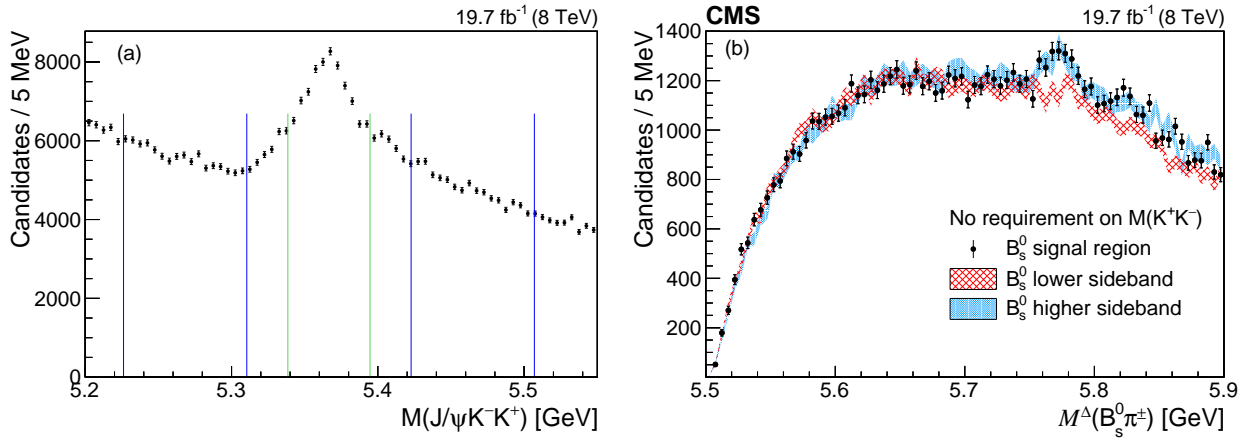 19.7 fb⁻¹ (8 TeV)
(a)
Candidates / 5 MeV
8000
6000
4000
2000
0
5.2 5.3 5.4 5.5
M(J/ψK⁻K⁺) [GeV]
CMS 19.7 fb⁻¹ (8 TeV)
(b)
Candidates / 5 MeV
1400
1200
1000
800
600
400
200
No requirement on M(K⁺K⁻)
B⁰ₛ signal region
B⁰ₛ lower sideband
B⁰ₛ higher sideband
5.5 5.6 5.7 5.8 5.9
M^Δ(B⁰ₛπ^±) [GeV]